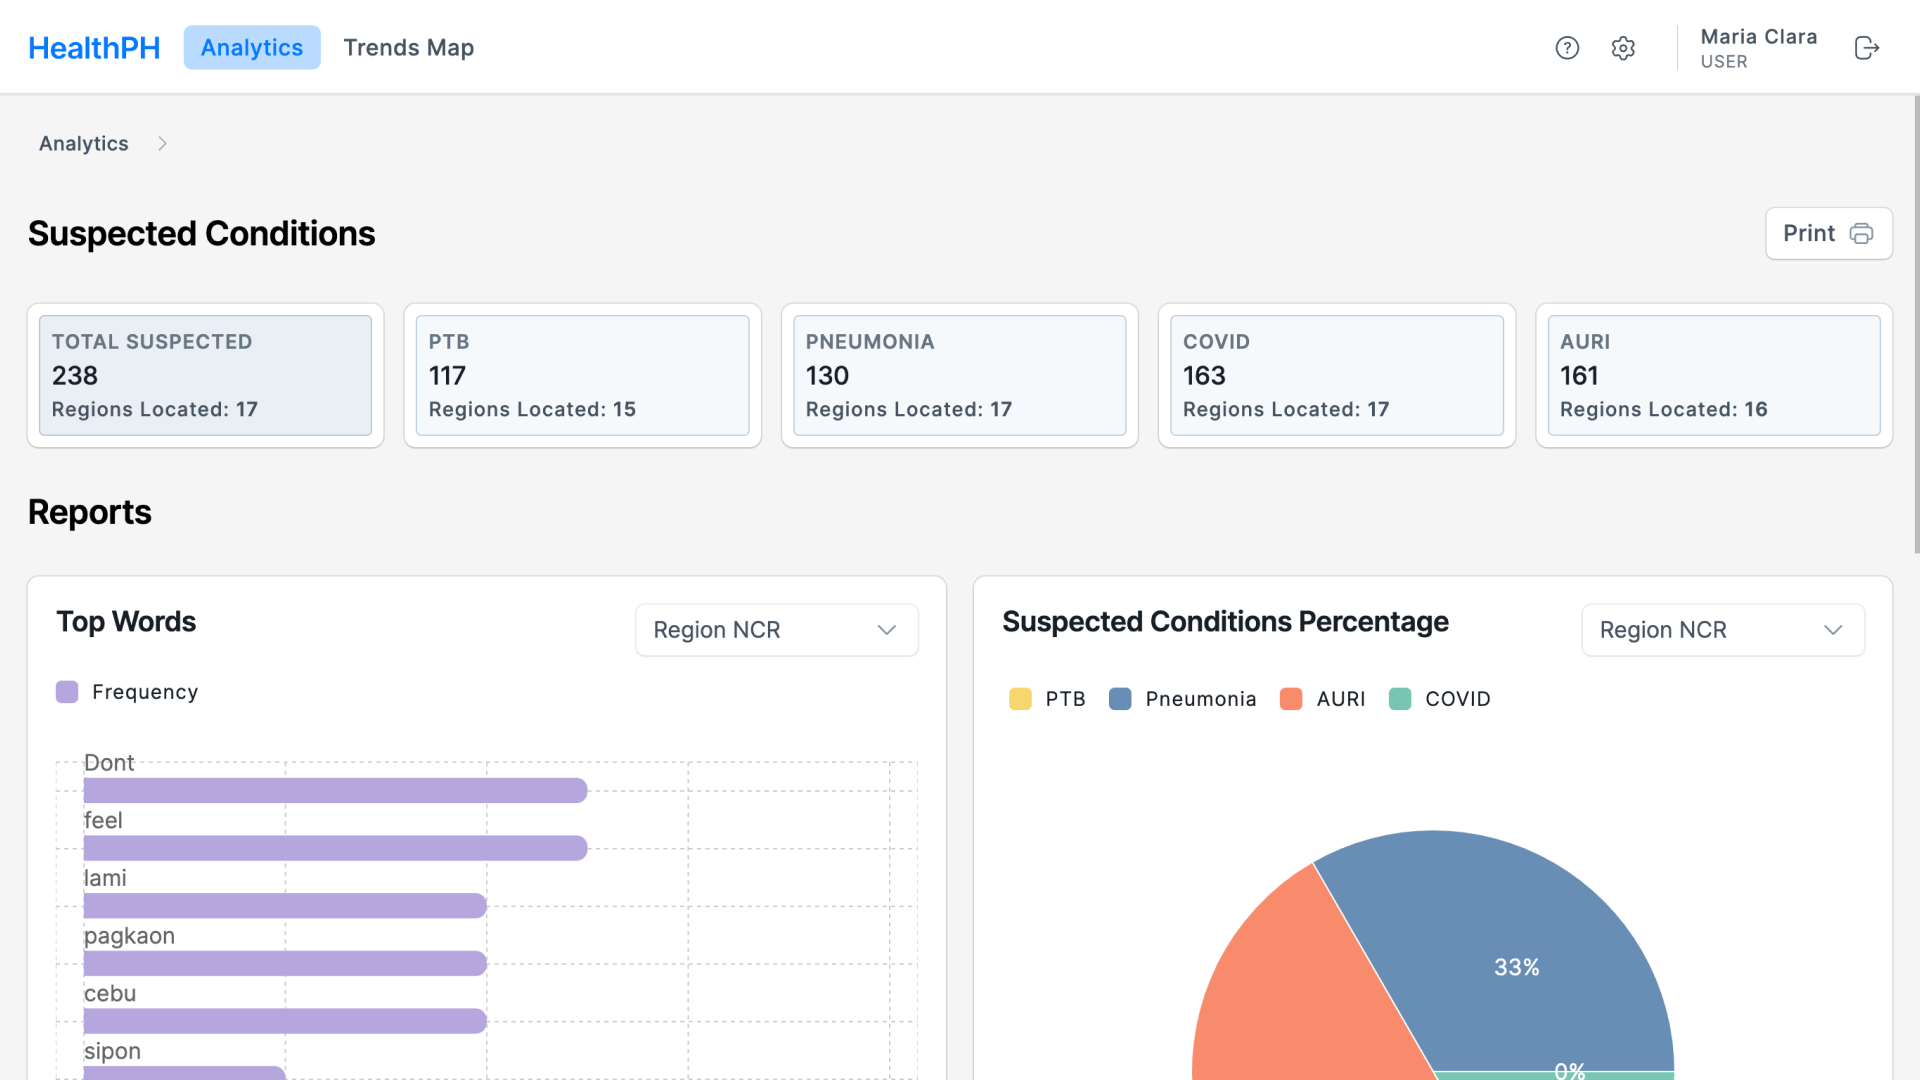 HealthPH Analytics Trends Map Maria Clara
USER
Analytics
Suspected Conditions Print
TOTAL SUSPECTED
238
Regions Located: 17
PTB
117
Regions Located: 15
PNEUMONIA
130
Regions Located: 17
COVID
163
Regions Located: 17
AURI
161
Regions Located: 16
Reports
Top Words Region NCR
Frequency
Dont
feel
lami
pagkaon
cebu
sipon
Suspected Conditions Percentage Region NCR
PTB Pneumonia AURI COVID
33%
0%